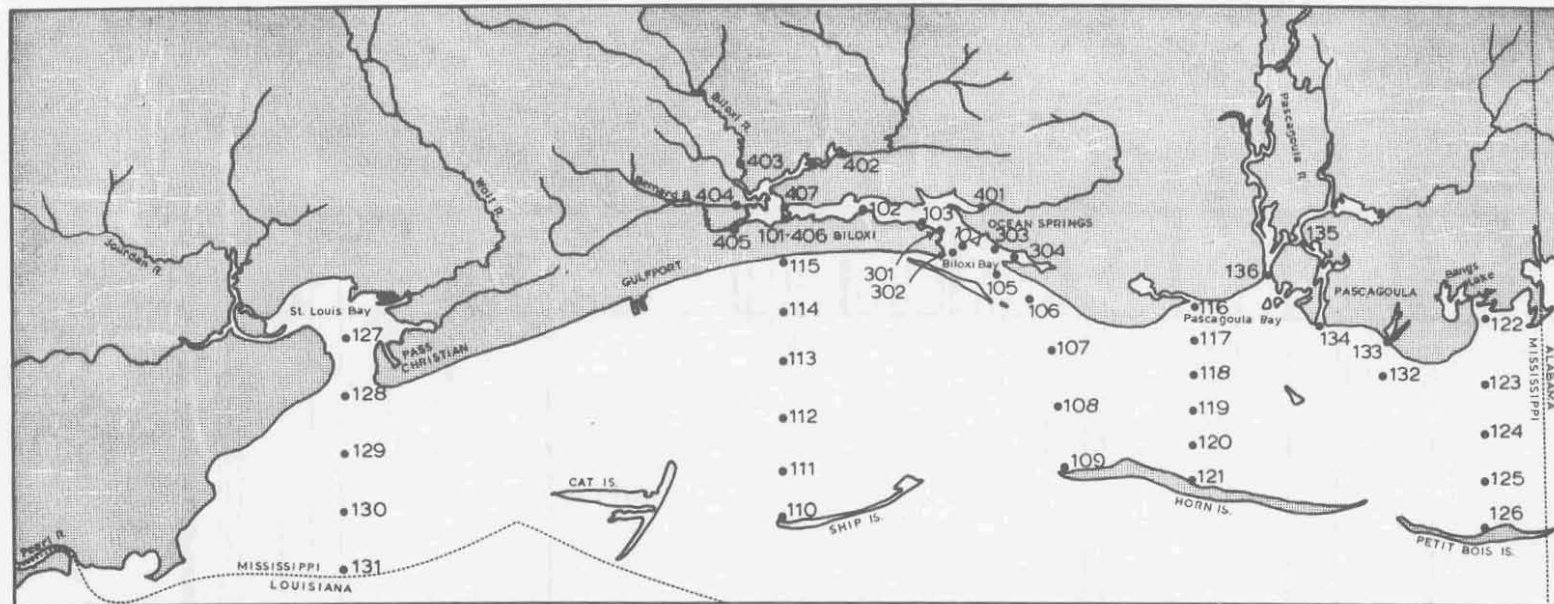 Biloxi R.
Pascagoula R.
403
402
Wolf R.
Bernard B.
404
407
401
102
103
OCEAN SPRINGS
Jourdan R.
405
101-406 BILOXI
104
303
304
135
301
302
Biloxi Bay
105
106
115
136
PASCAGOULA
Bangs Lake
GULFPORT
St. Louis Bay
114
116
Pascagoula Bay
122
127
PASS CHRISTIAN
117
134
133
107
113
118
132
123
MISSISSIPPI
ALABAMA
128
112
108
119
124
129
120
111
109
121
125
CAT IS.
130
110
SHIP IS.
HORN IS.
126
PETIT BOIS IS.
Pearl R.
131
MISSISSIPPI
LOUISIANA